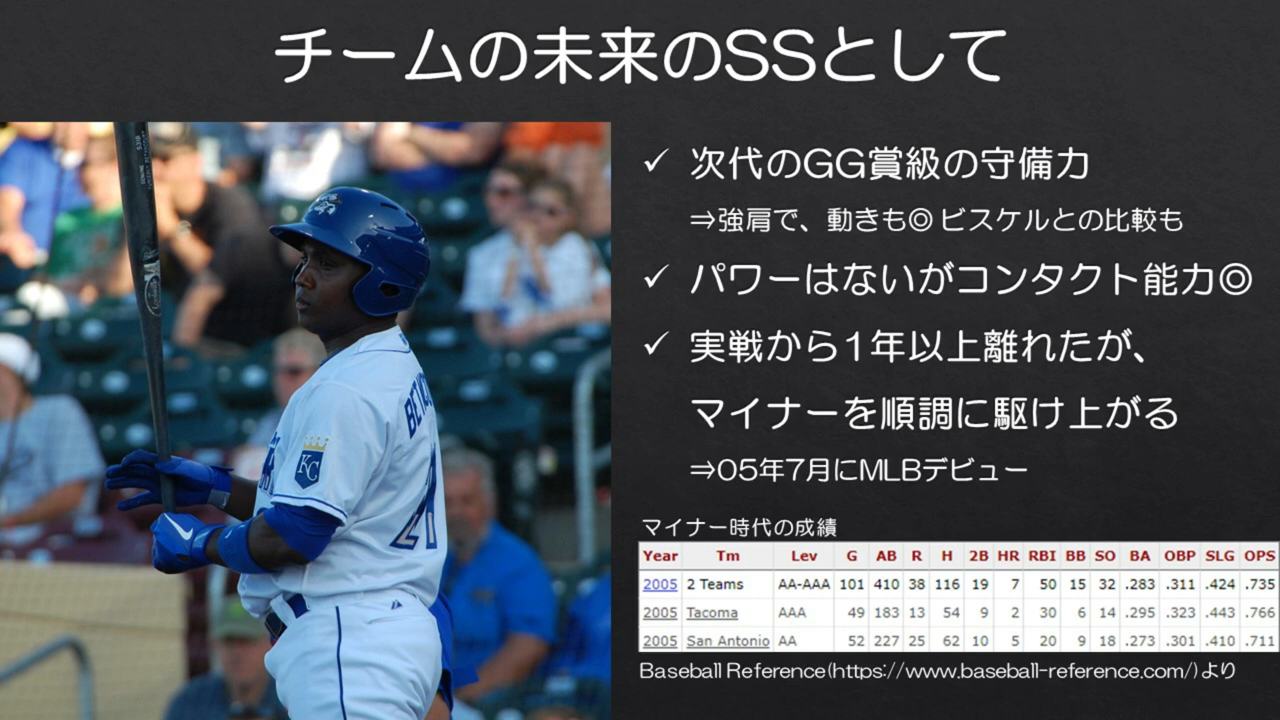 チームの未来のSSとして
✓ 次代のGG賞級の守備力
⇒強肩で、動きも◎ ビスケルとの比較も
✓ パワーはないがコンタクト能力◎
✓ 実戦から1年以上離れたが、
マイナーを順調に駆け上がる
⇒05年7月にMLBデビュー
マイナー時代の成績
Year Tm Lev G AB R H 2B HR RBI BB SO BA OBP SLG OPS
2005 2 Teams AA-AAA 101 410 38 116 19 7 50 15 32 .283 .311 .424 .735
2005 Tacoma AAA 49 183 13 54 9 2 30 6 14 .295 .323 .443 .766
2005 San Antonio AA 52 227 25 62 10 5 20 9 18 .273 .301 .410 .711
Baseball Reference(https://www.baseball-reference.com/)より
KC